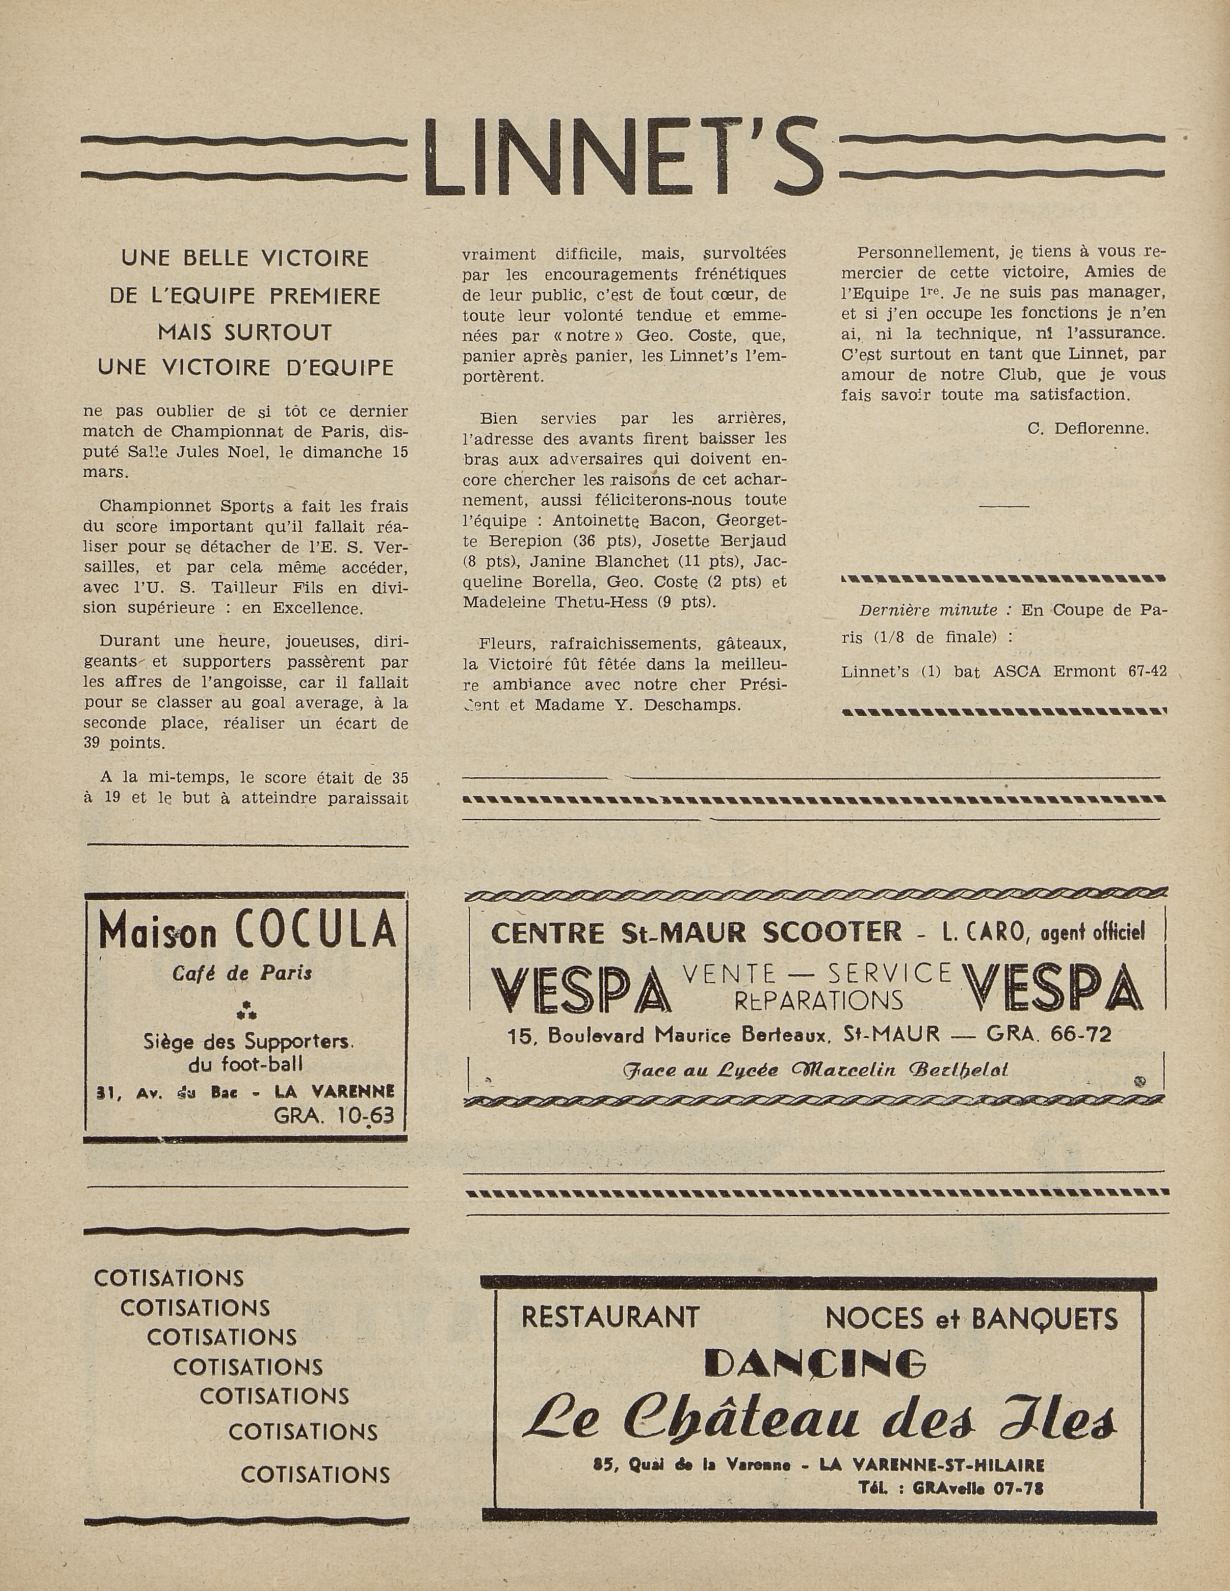 LINNET'S
UNE BELLE VICTOIRE
DE L'EQUIPE PREMIERE
MAIS SURTOUT
UNE VICTOIRE D'EQUIPE
ne pas oublier de si tôt ce dernier
match de Championnat de Paris, dis-
puté Salle Jules Noel, le dimanche 15
mars.
Championnet Sports a fait les frais
du score important qu'il fallait réa-
liser pour se détacher de l'E. S. Ver-
sailles, et par cela même accéder,
avec l'U. S. Tailleur Fils en divi-
sion supérieure : en Excellence.
Durant une heure, joueuses, diri-
geants et supporters passèrent par
les affres de l'angoisse, car il fallait
pour se classer au goal average, à la
seconde place, réaliser un écart de
39 points.
A la mi-temps, le score était de 35
à 19 et le but à atteindre paraissait
vraiment difficile, mais, survoltées
par les encouragements frénétiques
de leur public, c'est de tout cœur, de
toute leur volonté tendue et emme-
nées par « notre » Geo. Coste, que,
panier après panier, les Linnet's l'em-
portèrent.
Bien servies par les arrières,
l'adresse des avants firent baisser les
bras aux adversaires qui doivent en-
core chercher les raisons de cet achar-
nement, aussi féliciterons-nous toute
l'équipe : Antoinette Bacon, Georget-
te Berepion (36 pts), Josette Berjaud
(8 pts), Janine Blanchet (11 pts), Jac-
queline Borella, Geo. Coste (2 pts) et
Madeleine Thetu-Hess (9 pts).
Fleurs, rafraichissements, gâteaux,
la Victoire fût fêtée dans la meilleu-
re ambiance avec notre cher Prési-
dent et Madame Y. Deschamps.
Personnellement, je tiens à vous re-
mercier de cette victoire, Amies de
l'Equipe 1re. Je ne suis pas manager,
et si j'en occupe les fonctions je n'en
ai, ni la technique, ni l'assurance.
C'est surtout en tant que Linnet, par
amour de notre Club, que je vous
fais savoir toute ma satisfaction.
C. Deflorenne.
Dernière minute : En Coupe de Pa-
ris (1/8 de finale) :
Linnet's (1) bat ASCA Ermont 67-42
Maison COCULA
Café de Paris
Siège des Supporters.
du foot-ball
31, Av. du Bac - LA VARENNE
GRA. 10-63
CENTRE St-MAUR SCOOTER - L. CARO, agent officiel
VESPA VENTE — SERVICE VESPA
REPARATIONS
15, Boulevard Maurice Berteaux, St-MAUR — GRA. 66-72
Face au Lycée Marcelin Berthelot
COTISATIONS
COTISATIONS
COTISATIONS
COTISATIONS
COTISATIONS
COTISATIONS
COTISATIONS
RESTAURANT NOCES et BANQUETS
DANCING
Le Château des Iles
85, Quai de la Varenne - LA VARENNE-ST-HILAIRE
Tél. : GRAvelle 07-78